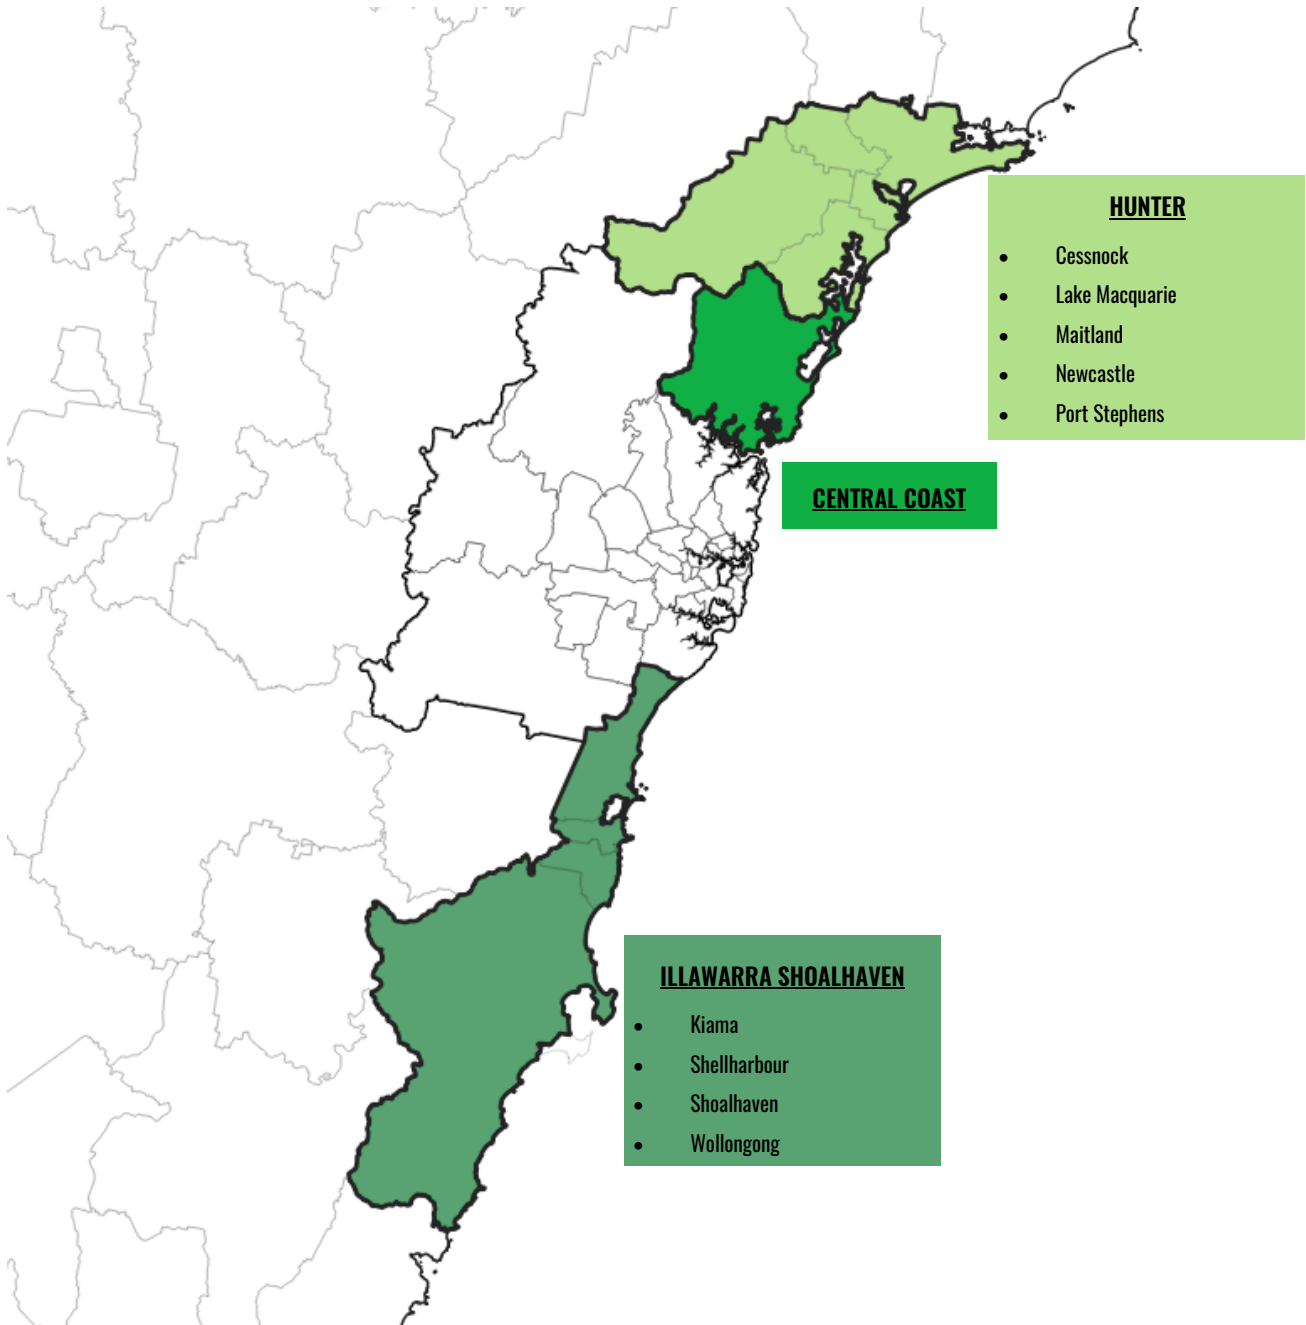 HUNTER
• Cessnock
• Lake Macquarie
• Maitland
• Newcastle
• Port Stephens
CENTRAL COAST
ILLAWARRA SHOALHAVEN
• Kiama
• Shellharbour
• Shoalhaven
• Wollongong